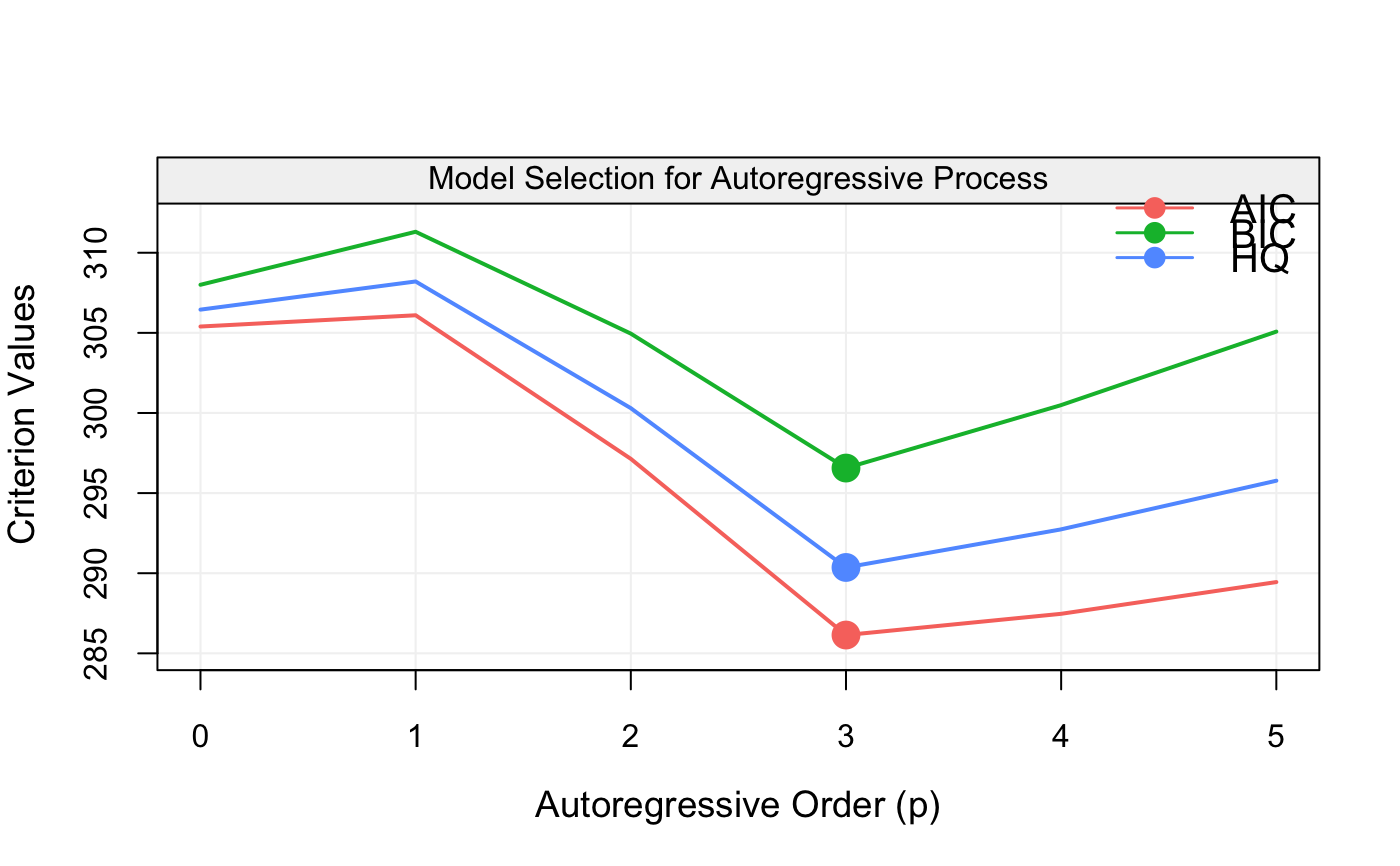 Model Selection for Autoregressive Process
AIC
BIC
HQ
Criterion Values
310
305
300
295
290
285
0 1 2 3 4 5
Autoregressive Order (p)